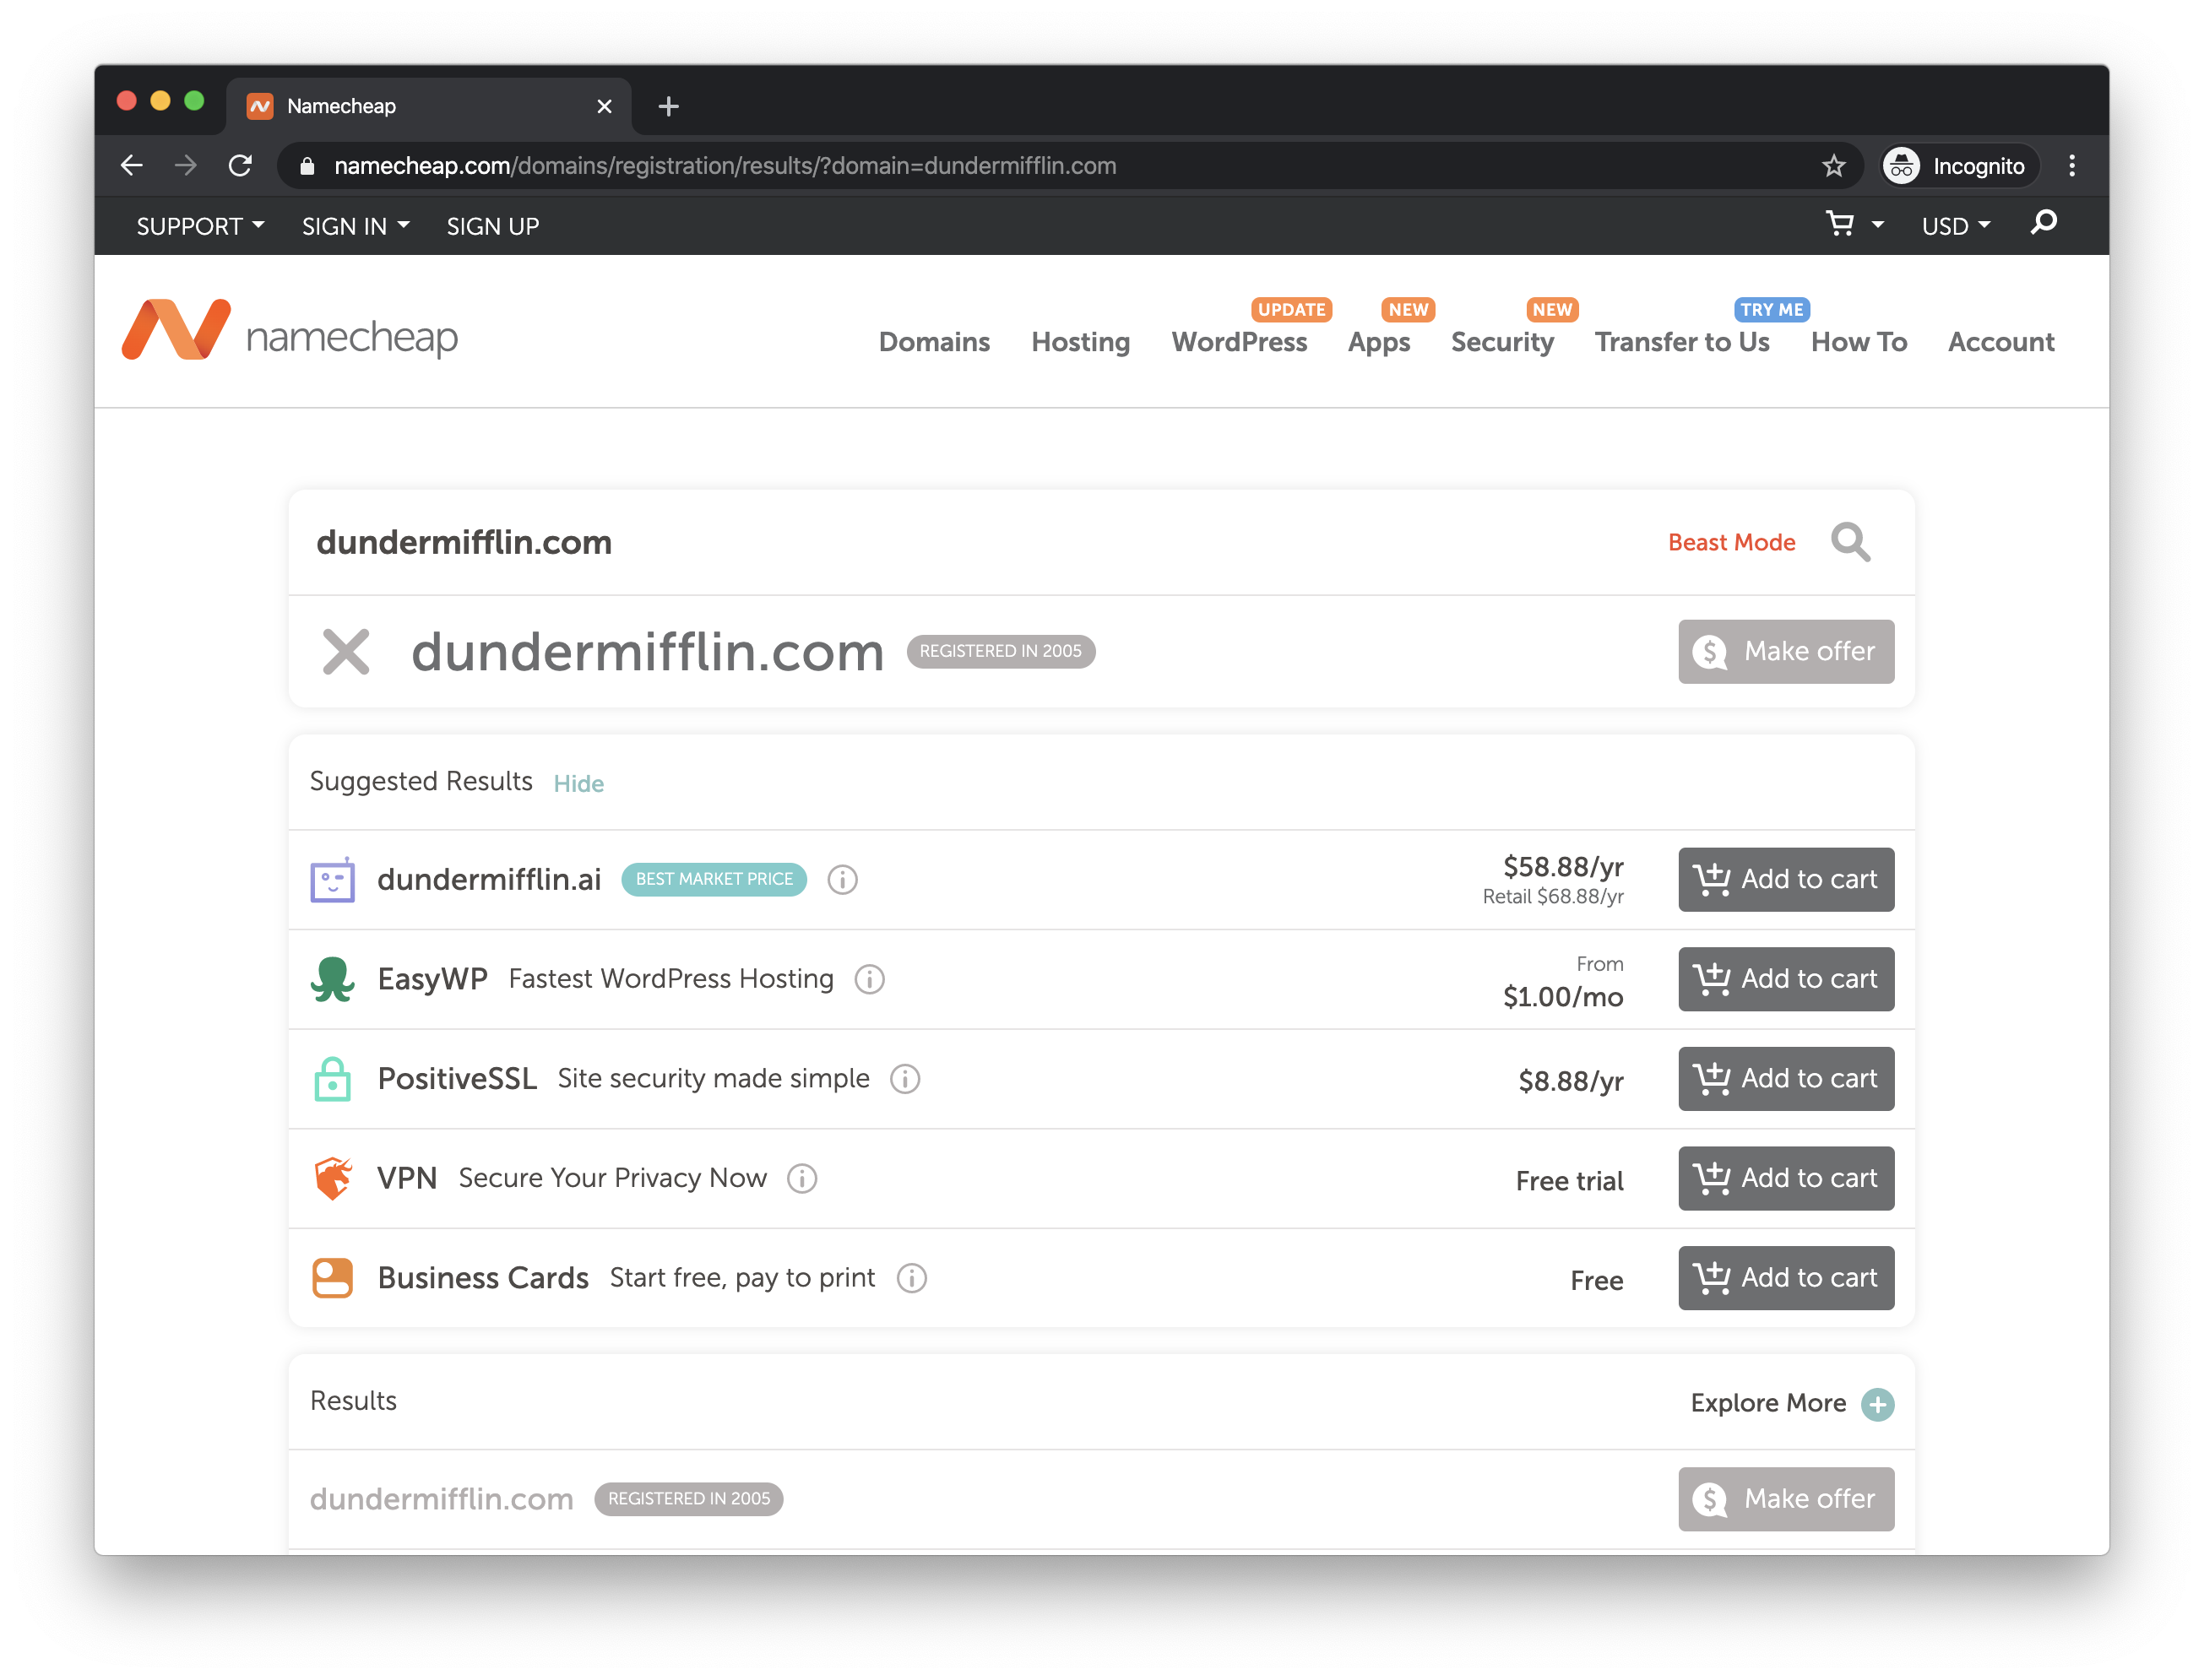 Namecheap
namecheap.com/domains/registration/results/?domain=dundermifflin.com
Incognito
SUPPORT SIGN IN SIGN UP USD
namecheap
UPDATE NEW NEW TRY ME
Domains Hosting WordPress Apps Security Transfer to Us How To Account
dundermifflin.com Beast Mode
dundermifflin.com REGISTERED IN 2005 Make offer
Suggested Results Hide
dundermifflin.ai BEST MARKET PRICE $58.88/yr Add to cart
Retail $68.88/yr
EasyWP Fastest WordPress Hosting From Add to cart
$1.00/mo
PositiveSSL Site security made simple $8.88/yr Add to cart
VPN Secure Your Privacy Now Free trial Add to cart
Business Cards Start free, pay to print Free Add to cart
Results Explore More
dundermifflin.com REGISTERED IN 2005 Make offer